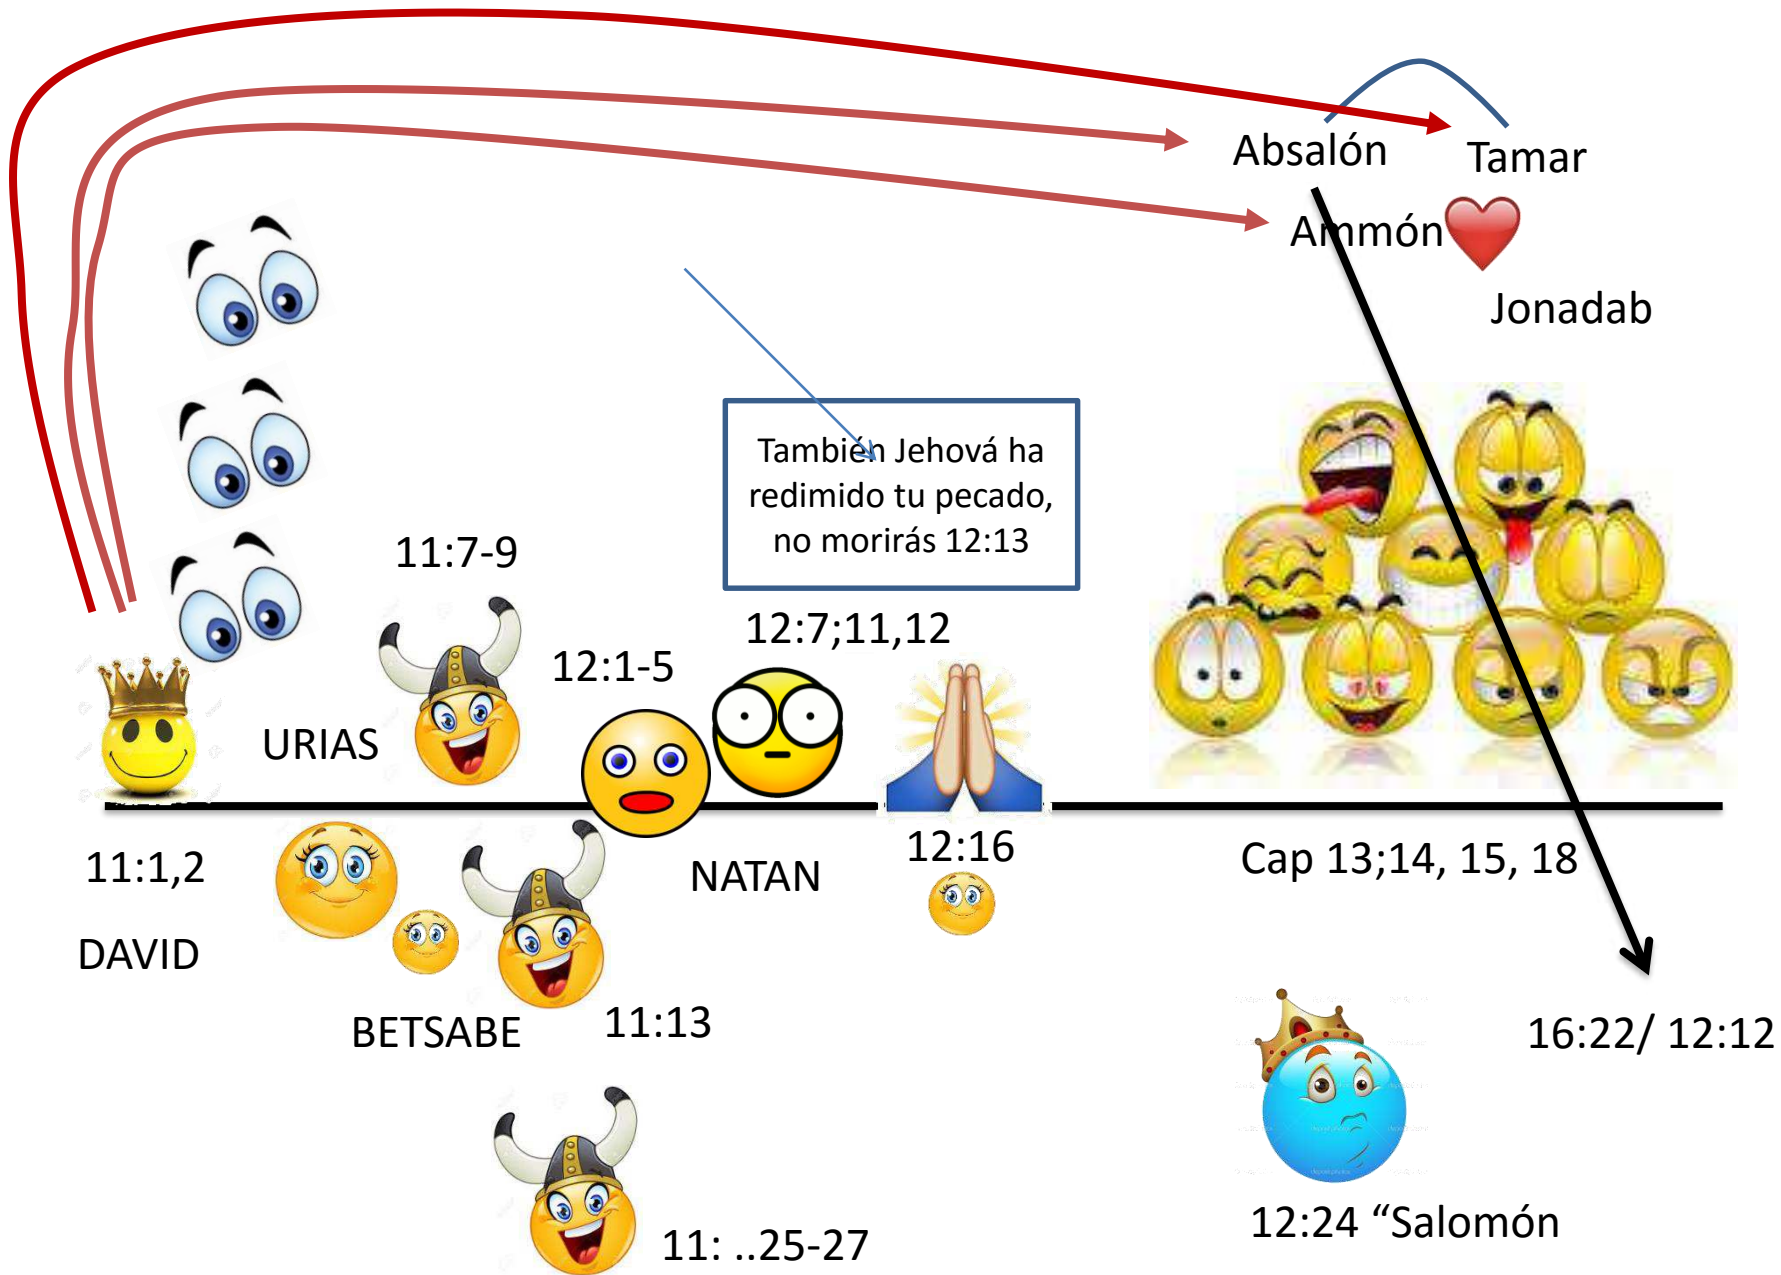 Absalón
Tamar
Ammón
Jonadab
También Jehová ha
redimido tu pecado,
no morirás 12:13
11:7-9
12:7;11,12
12:1-5
URIAS
11:1,2
NATAN
12:16
Cap 13;14, 15, 18
DAVID
BETSABE
11:13
16:22/ 12:12
12:24 “Salomón
11: ..25-27